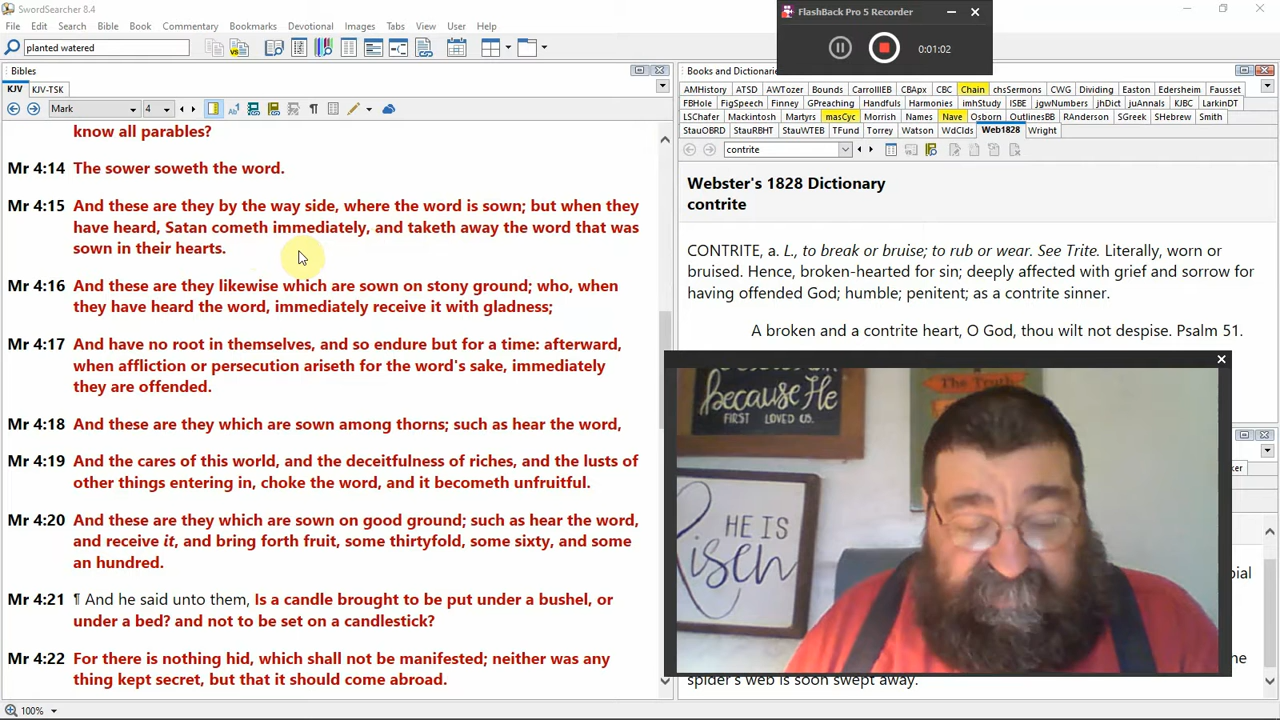 SwordSearcher 8.4
File Edit Search Book Commentary Bookmarks Devotional Images Tabs View User Help
planted watered
FlashBack Pro 5 Recorder
0:01:02
Bibles
KJV KJV-TSK
Mark 4
know all parables?
Mr 4:14 The sower soweth the word.
Mr 4:15 And these are they by the way side, where the word is sown; but when they
have heard, Satan cometh immediately, and taketh away the word that was
sown in their hearts.
Mr 4:16 And these are they likewise which are sown on stony ground; who, when
they have heard the word, immediately receive it with gladness;
Mr 4:17 And have no root in themselves, and so endure but for a time: afterward,
when affliction or persecution ariseth for the word's sake, immediately
they are offended.
Mr 4:18 And these are they which are sown among thorns; such as hear the word,
Mr 4:19 And the cares of this world, and the deceitfulness of riches, and the lusts of
other things entering in, choke the word, and it becometh unfruitful.
Mr 4:20 And these are they which are sown on good ground; such as hear the word,
and receive it, and bring forth fruit, some thirtyfold, some sixty, and some
an hundred.
Mr 4:21 ¶ And he said unto them, Is a candle brought to be put under a bushel, or
under a bed? and not to be set on a candlestick?
Mr 4:22 For there is nothing hid, which shall not be manifested; neither was any
thing kept secret, but that it should come abroad.
100%
Books and Dictionari
AMHistory ATSD AWTozer Bounds CarrollIEB CBApx CBC Chain chsSermons CWG Dividing Easton Edersheim Fausset
FBHole FigSpeech Finney GPreaching Handfuls Harmonies imhStudy ISBE jgwNumbers jhDict juAnnals KJBC LarkinDT
LSChafer Mackintosh Martyrs masCyc Morrish Names Nave Osborn OutlinesBB RAnderson SGreek SHebrew Smith
StauOBRD StauRBHT StauWTEB TFund Torrey Watson WdClds Web1828 Wright
contrite
Webster's 1828 Dictionary
contrite
CONTRITE, a. L., to break or bruise; to rub or wear. See Trite. Literally, worn or
bruised. Hence, broken-hearted for sin; deeply affected with grief and sorrow for
having offended God; humble; penitent; as a contrite sinner.
A broken and a contrite heart, O God, thou wilt not despise. Psalm 51.
because He
FIRST LOVED US.
The Truth
HE IS
Risen
ker
bial
he
spider's web is soon swept away.